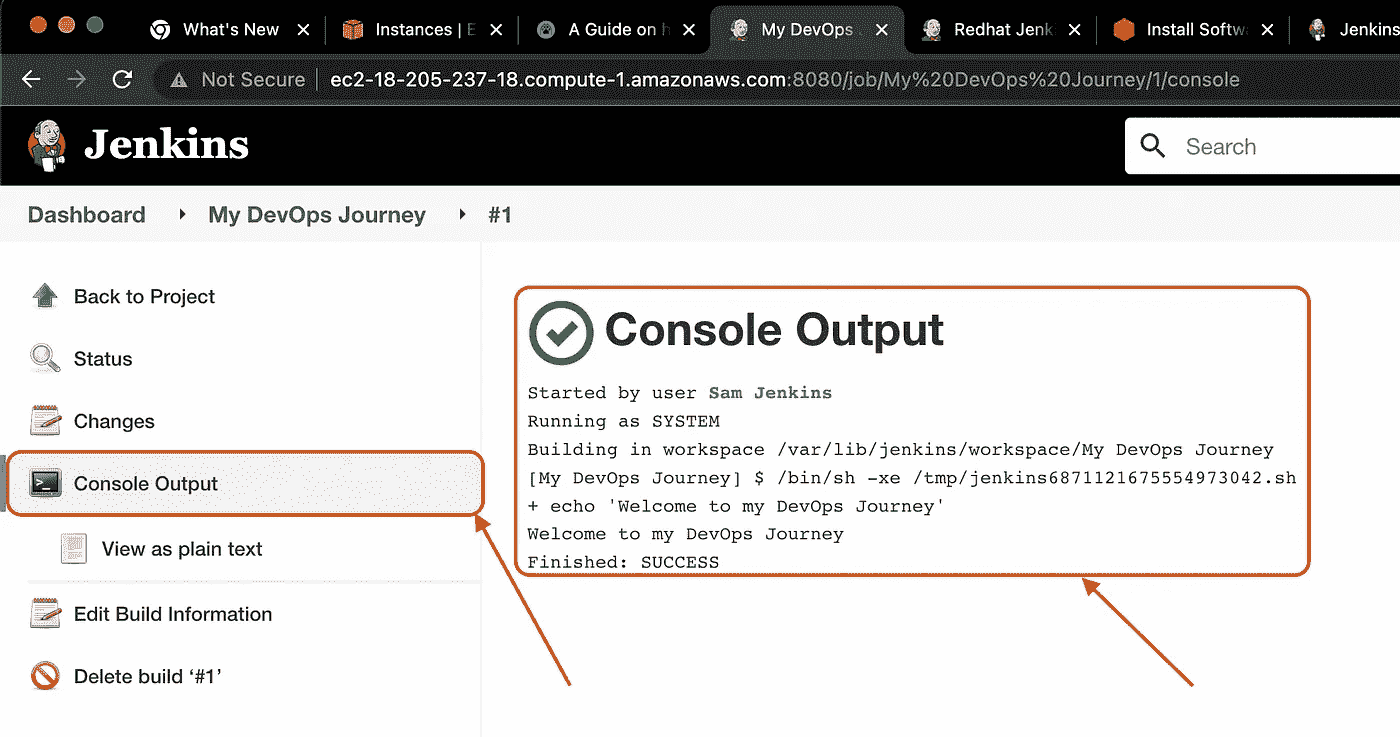 What's New
Instances | E
A Guide on h
My DevOps
Redhat Jenk
Install Softw
Jenkins
Not Secure
ec2-18-205-237-18.compute-1.amazonaws.com:8080/job/My%20DevOps%20Journey/1/console
Jenkins
Search
Dashboard
My DevOps Journey
#1
Back to Project
Status
Changes
Console Output
View as plain text
Edit Build Information
Delete build ‘#1’
Console Output
Started by user Sam Jenkins
Running as SYSTEM
Building in workspace /var/lib/jenkins/workspace/My DevOps Journey
[My DevOps Journey] $ /bin/sh -xe /tmp/jenkins6871121675554973042.sh
+ echo 'Welcome to my DevOps Journey'
Welcome to my DevOps Journey
Finished: SUCCESS